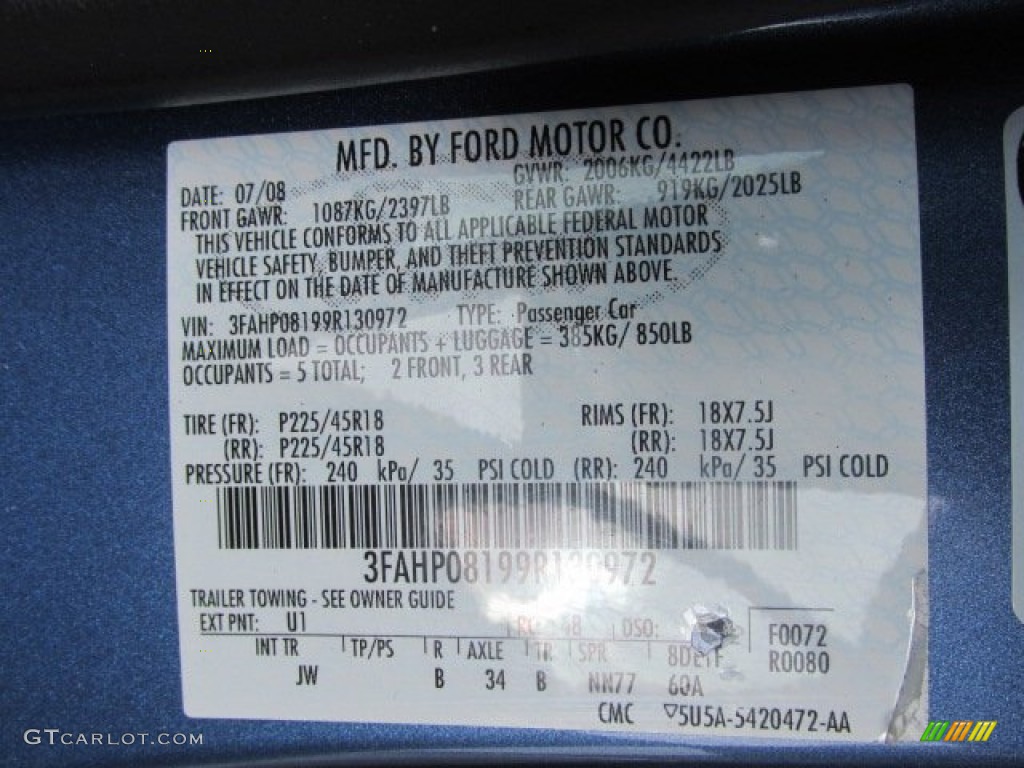 MFD. BY FORD MOTOR CO.
DATE: 07/08 GVWR: 2006KG/4422LB
FRONT GAWR: 1087KG/2397LB REAR GAWR: 919KG/2025LB
THIS VEHICLE CONFORMS TO ALL APPLICABLE FEDERAL MOTOR
VEHICLE SAFETY, BUMPER, AND THEFT PREVENTION STANDARDS
IN EFFECT ON THE DATE OF MANUFACTURE SHOWN ABOVE.
VIN: 3FAHP08199R130972 TYPE: Passenger Car
MAXIMUM LOAD = OCCUPANTS + LUGGAGE = 385KG/ 850LB
OCCUPANTS = 5 TOTAL; 2 FRONT, 3 REAR
TIRE (FR): P225/45R18 RIMS (FR): 18X7.5J
(RR): P225/45R18 (RR): 18X7.5J
PRESSURE (FR): 240 kPa/ 35 PSI COLD (RR): 240 kPa/ 35 PSI COLD
3FAHP08199R130972
TRAILER TOWING - SEE OWNER GUIDE
EXT PNT: U1 DSO: F0072
INT TR TP/PS R AXLE TR SPR R0080
JW B 34 B NN77 60A
CMC ▽5U5A-5420472-AA
GTCARLOT.COM